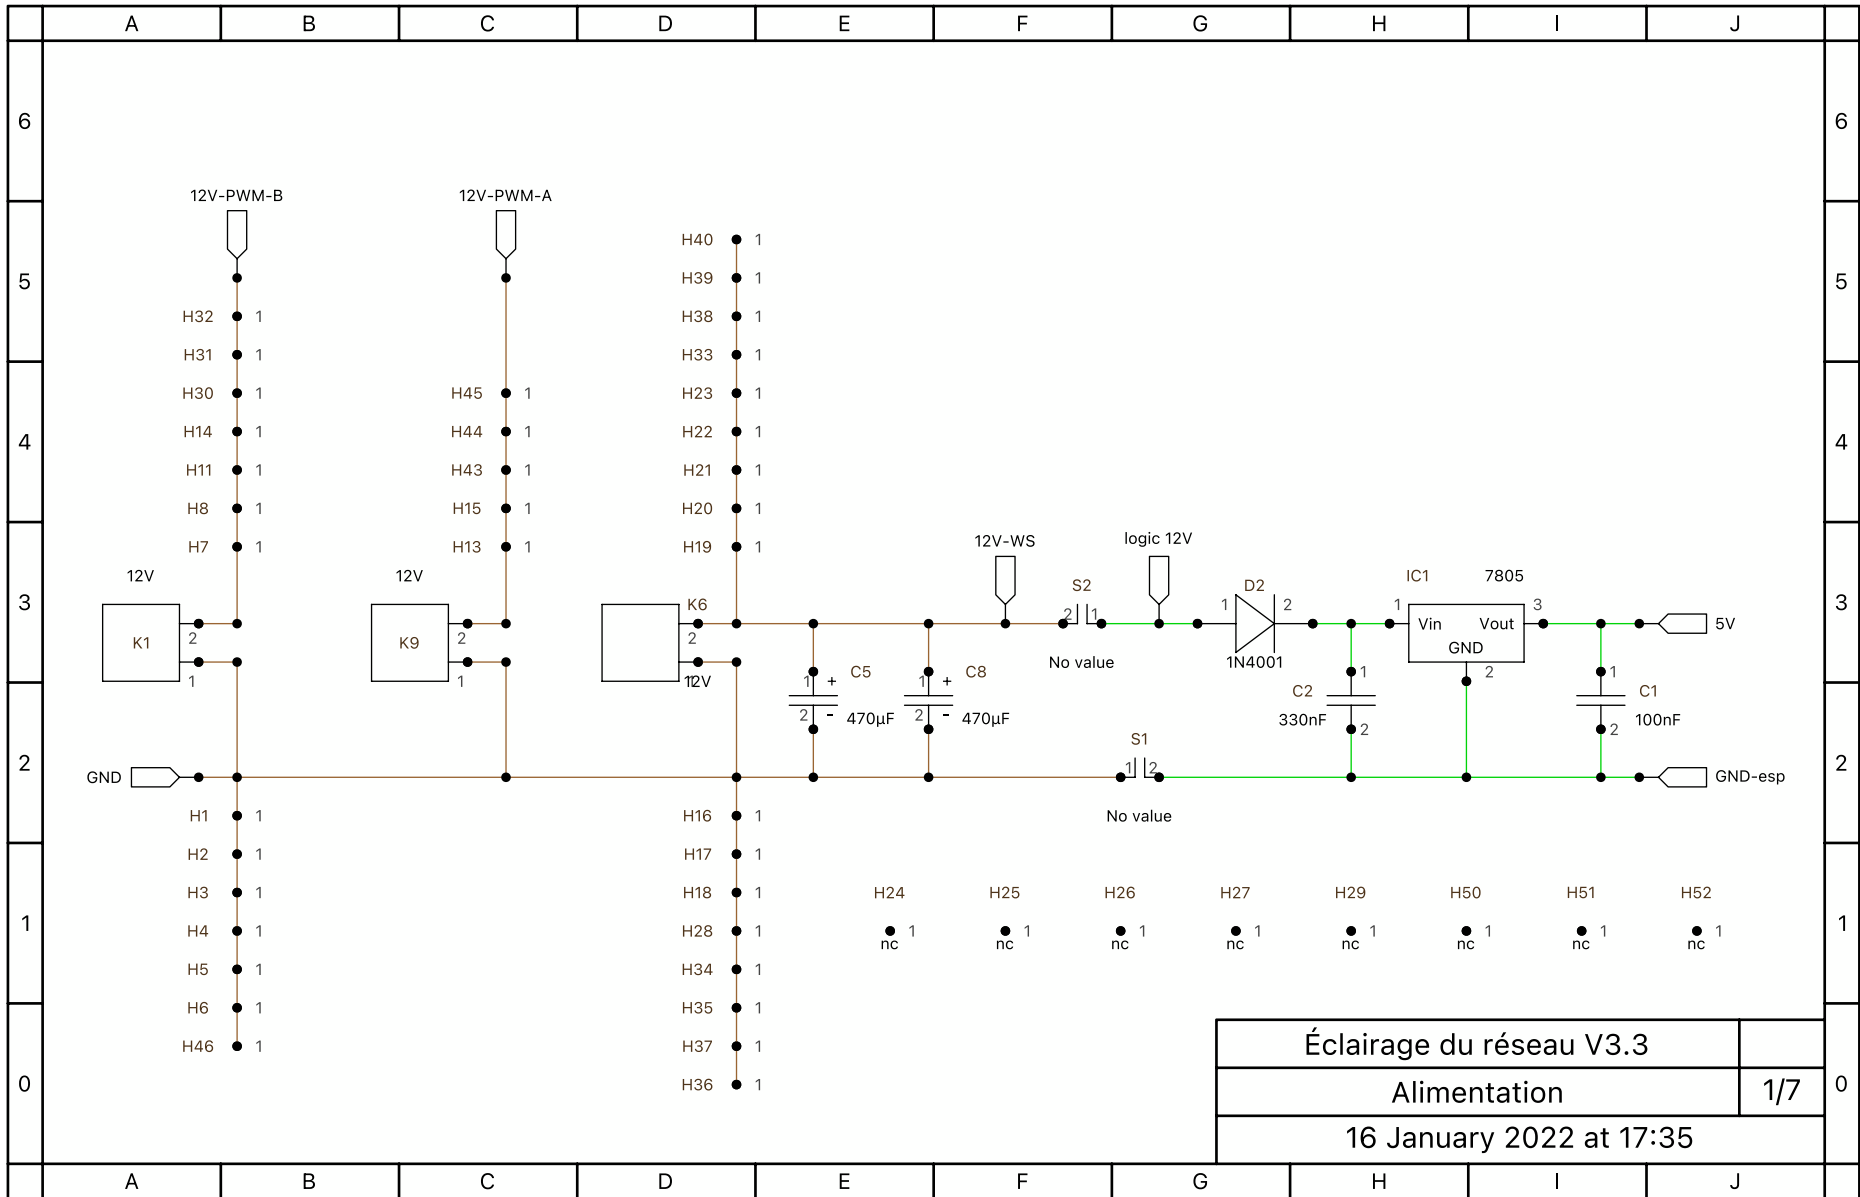 A B C D E F G H I J
6 6
12V-PWM-B 12V-PWM-A
H40 1
5 H39 1 5
H32 1 H38 1
H31 1 H33 1
H30 1 H45 1 H23 1
H14 1 H44 1 H22 1
4 4
H11 1 H43 1 H21 1
H8 1 H15 1 H20 1
12V-WS logic 12V
H7 1 H13 1 H19 1
12V 12V S2 D2 IC1 7805
3 K6 2 1 1 2 1 3 3
Vin Vout 5V
K1 2 K9 2 2 GND
No value 1N4001
1 1 12V 1 + C5 1 + C8 1 2 1
C2 C1
2 - 470µF 2 - 470µF 330nF 2 100nF 2
S1
2 1 2 2
GND GND-esp
H1 1 H16 1 No value
H2 1 H17 1
H3 1 H18 1 H24 H25 H26 H27 H29 H50 H51 H52
1 H4 1 H28 1 1 1 1 1 1 1 1 1 1
nc nc nc nc nc nc nc nc
H5 1 H34 1
H6 1 H35 1
H46 1 H37 1 Éclairage du réseau V3.3
0 H36 1 0
Alimentation 1/7
16 January 2022 at 17:35
A B C D E F G H I J